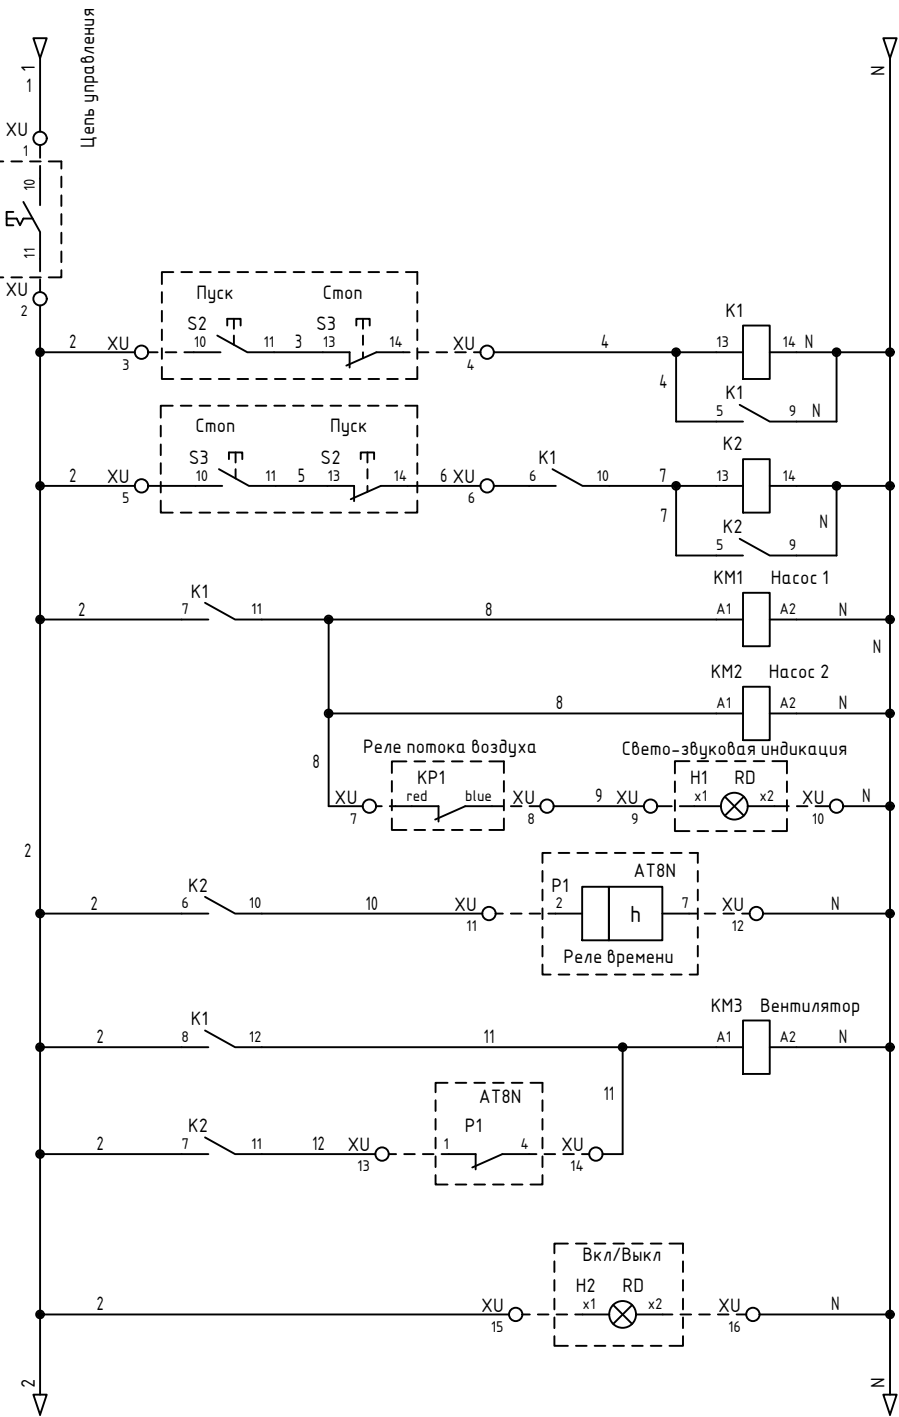 Цепь управления
1
1
N
XU
1
10
11
XU
2
Пуск Стоп
S2 S3
2 XU 10 11 3 13 14 XU 4
3 4
K1
13 14 N
4
K1
5 9 N
Стоп Пуск
S3 S2
2 XU 10 11 5 13 14 6 XU
5 6
K1
6 10 7
K2
13 14
7 N
K2
5 9
K1
2 7 11 8
KM1 Насос 1
A1 A2 N
N
KM2 Насос 2
8 A1 A2 N
8
Реле потока воздуха
KP1
XU red blue XU 9 XU
7 8 9
Свето-звуковая индикация
H1 RD
x1 x2 XU N
10
2
K2
2 6 10 10 XU
11
AT8N
P1
2 h 7 XU N
12
Реле времени
K1
2 8 12 11
KM3 Вентилятор
A1 A2 N
11
AT8N
K2
2 7 11 12 XU
13
P1
1 4 XU
14
Вкл/Выкл
H2 RD
2 XU x1 x2 XU N
15 16
2
N